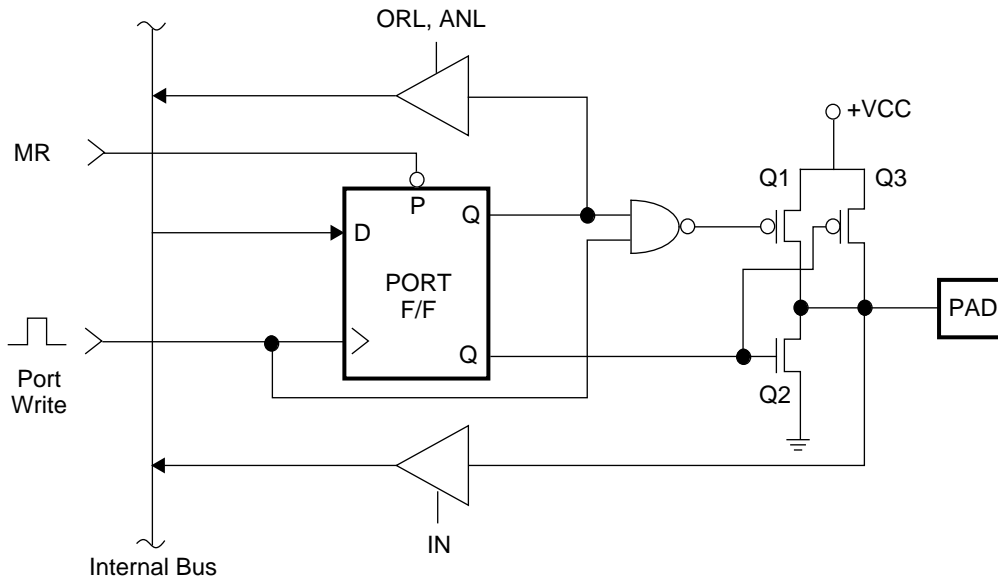 ORL, ANL
+VCC
MR
Q1
Q3
P
Q
D
PORT
F/F
PAD
Q
Port
Write
Q2
IN
Internal Bus